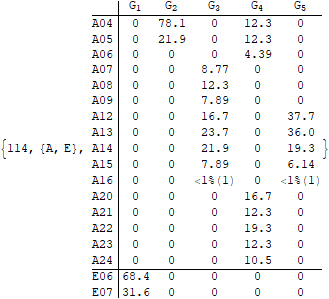 G1 G2 G3 G4 G5
A04 0 78.1 0 12.3 0
A05 0 21.9 0 12.3 0
A06 0 0 0 4.39 0
A07 0 0 8.77 0 0
A08 0 0 12.3 0 0
A09 0 0 7.89 0 0
A12 0 0 16.7 0 37.7
A13 0 0 23.7 0 36.0
{114, {A, E}, A14 0 0 21.9 0 19.3 }
A15 0 0 7.89 0 6.14
A16 0 0 <1%(1) 0 <1%(1)
A20 0 0 0 16.7 0
A21 0 0 0 12.3 0
A22 0 0 0 19.3 0
A23 0 0 0 12.3 0
A24 0 0 0 10.5 0
E06 68.4 0 0 0 0
E07 31.6 0 0 0 0